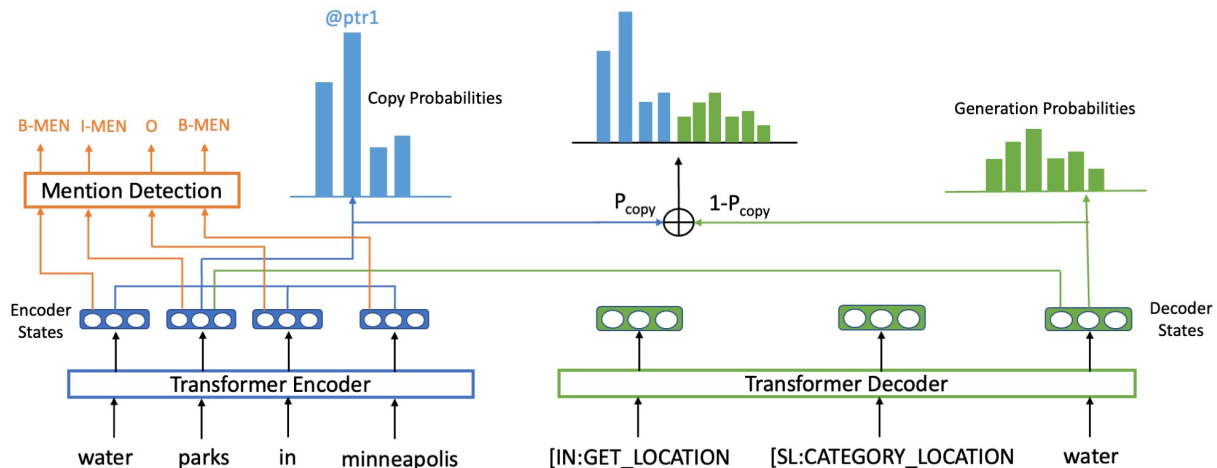 @ptr1
Copy Probabilities
Generation Probabilities
B-MEN I-MEN O B-MEN
Mention Detection
Pcopy 1-Pcopy
Encoder
States
Decoder
States
Transformer Encoder
Transformer Decoder
water parks in minneapolis [IN:GET_LOCATION [SL:CATEGORY_LOCATION water